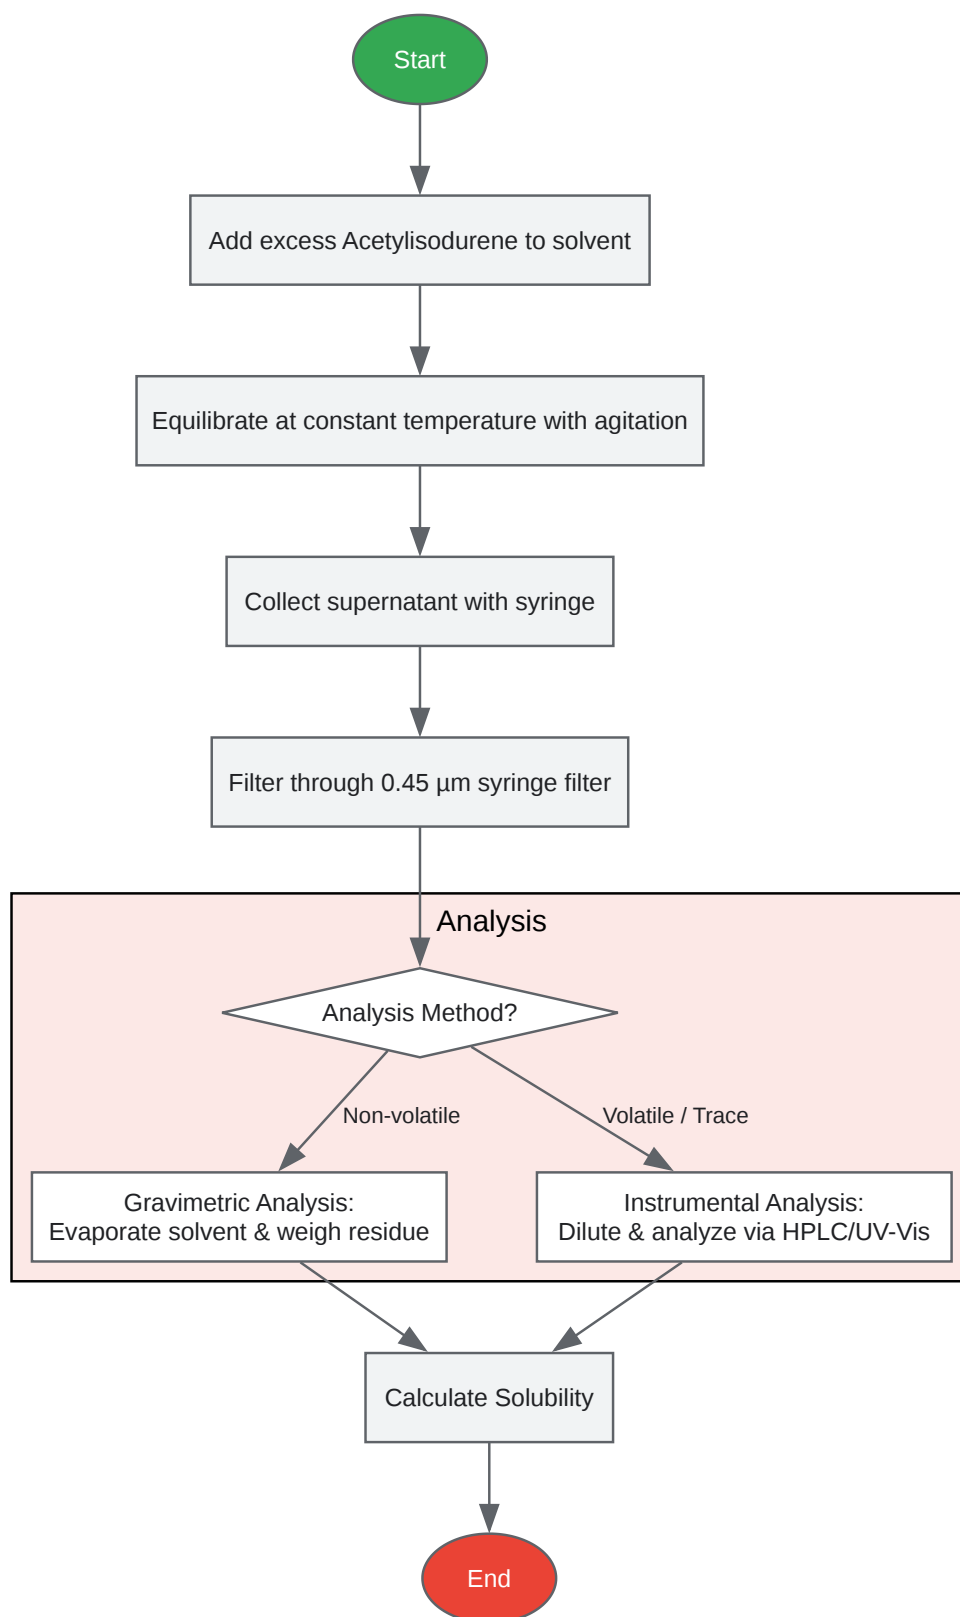 Start
Add excess Acetylisodurene to solvent
Equilibrate at constant temperature with agitation
Collect supernatant with syringe
Filter through 0.45 µm syringe filter
Analysis
Analysis Method?
Non-volatile
Volatile / Trace
Gravimetric Analysis:
Evaporate solvent & weigh residue
Instrumental Analysis:
Dilute & analyze via HPLC/UV-Vis
Calculate Solubility
End